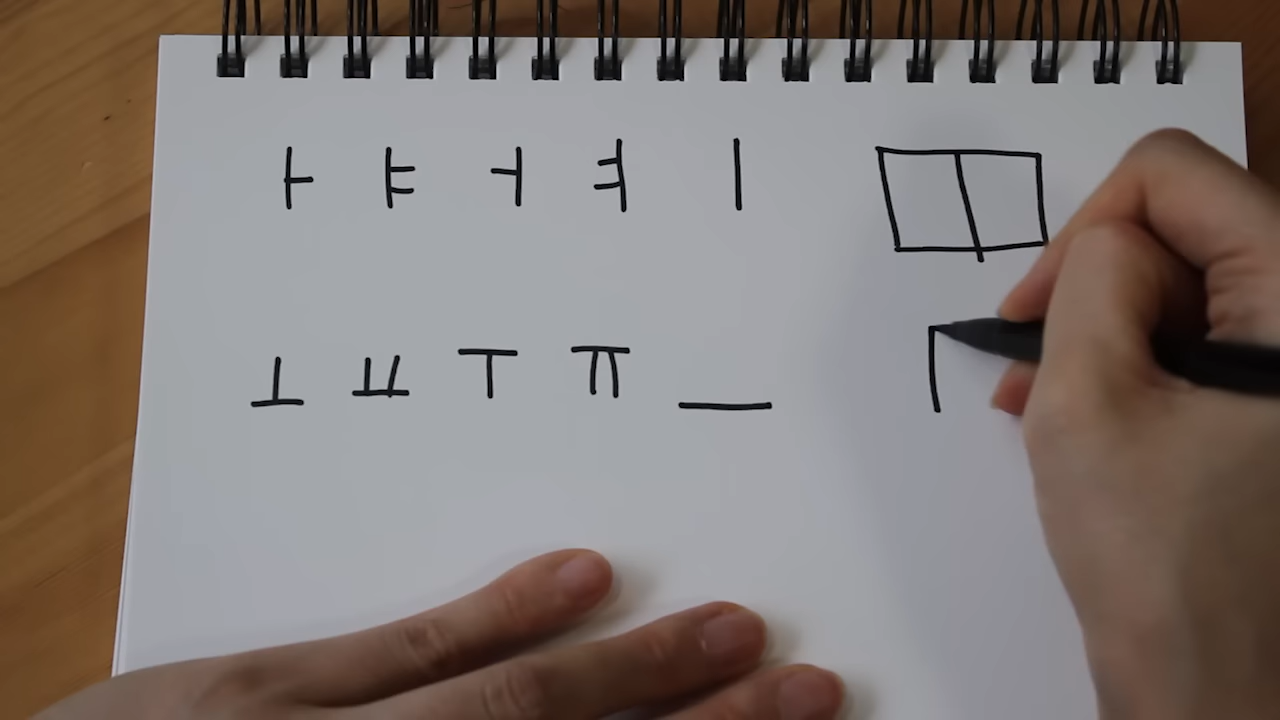 ㅏ ㅑ ㅓ ㅕ ㅣ
ㅗ ㅛ ㅜ ㅠ ㅡ